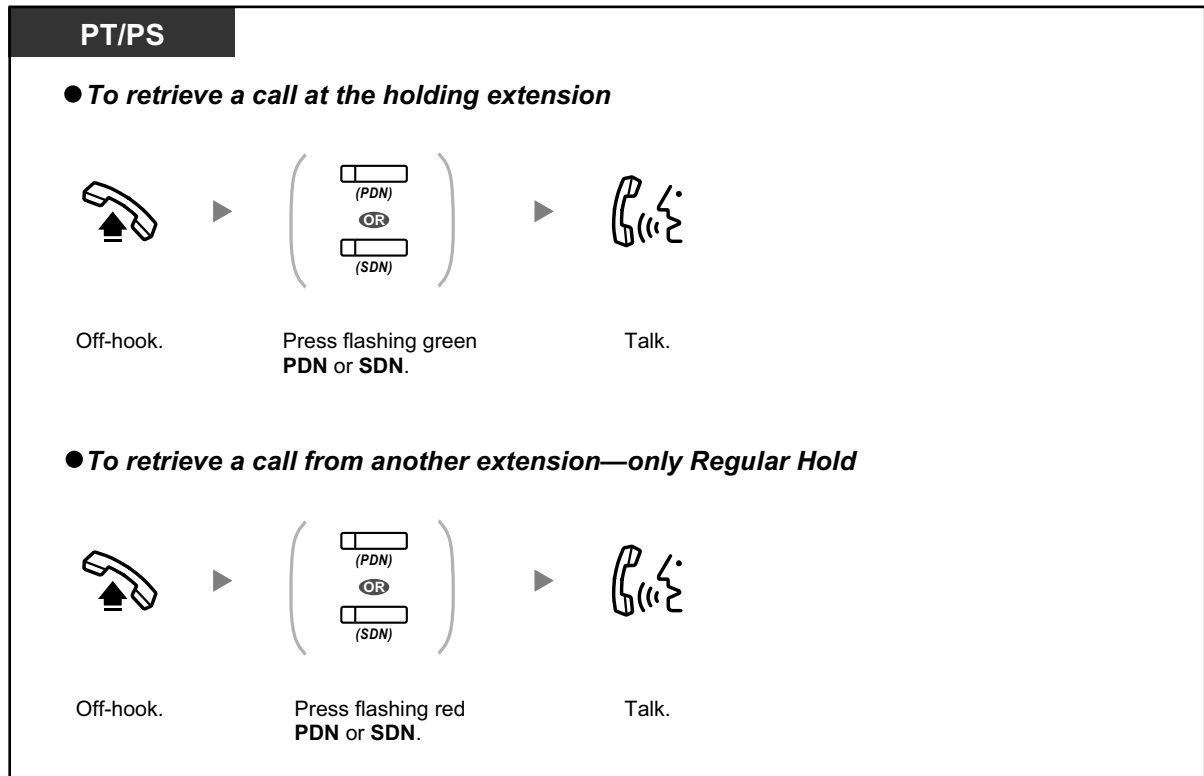 PT/PS
● To retrieve a call at the holding extension
(PDN)
OR
(SDN)
Off-hook.
Press flashing green
PDN or SDN.
Talk.
● To retrieve a call from another extension—only Regular Hold
(PDN)
OR
(SDN)
Off-hook.
Press flashing red
PDN or SDN.
Talk.